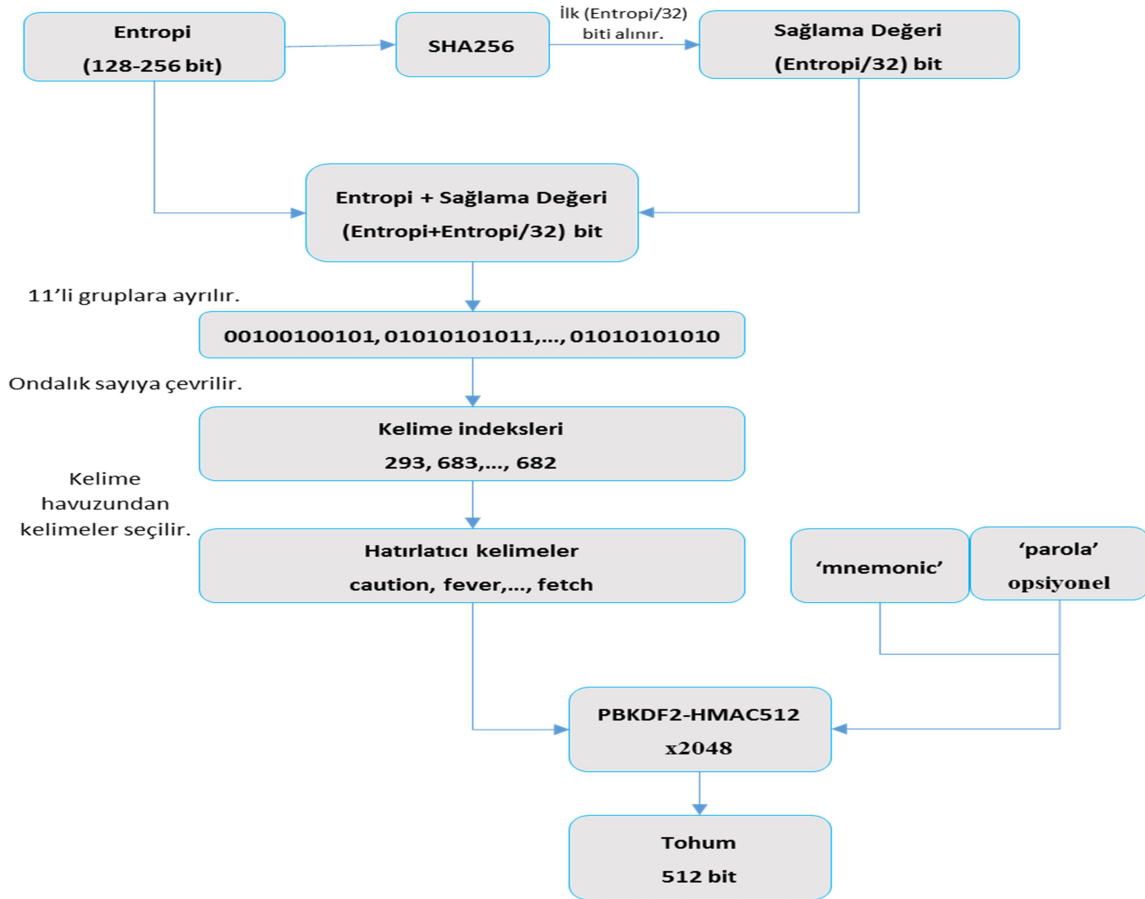 Entropi
(128-256 bit)
SHA256
İlk (Entropi/32)
biti alınır.
Sağlama Değeri
(Entropi/32) bit
Entropi + Sağlama Değeri
(Entropi+Entropi/32) bit
11’li gruplara ayrılır.
00100100101, 01010101011,..., 01010101010
Ondalık sayıya çevrilir.
Kelime indeksleri
293, 683,..., 682
Kelime
havuzundan
kelimeler seçilir.
Hatırlatıcı kelimeler
caution, fever,..., fetch
‘mnemonic’
‘parola’
opsiyonel
PBKDF2-HMAC512
x2048
Tohum
512 bit